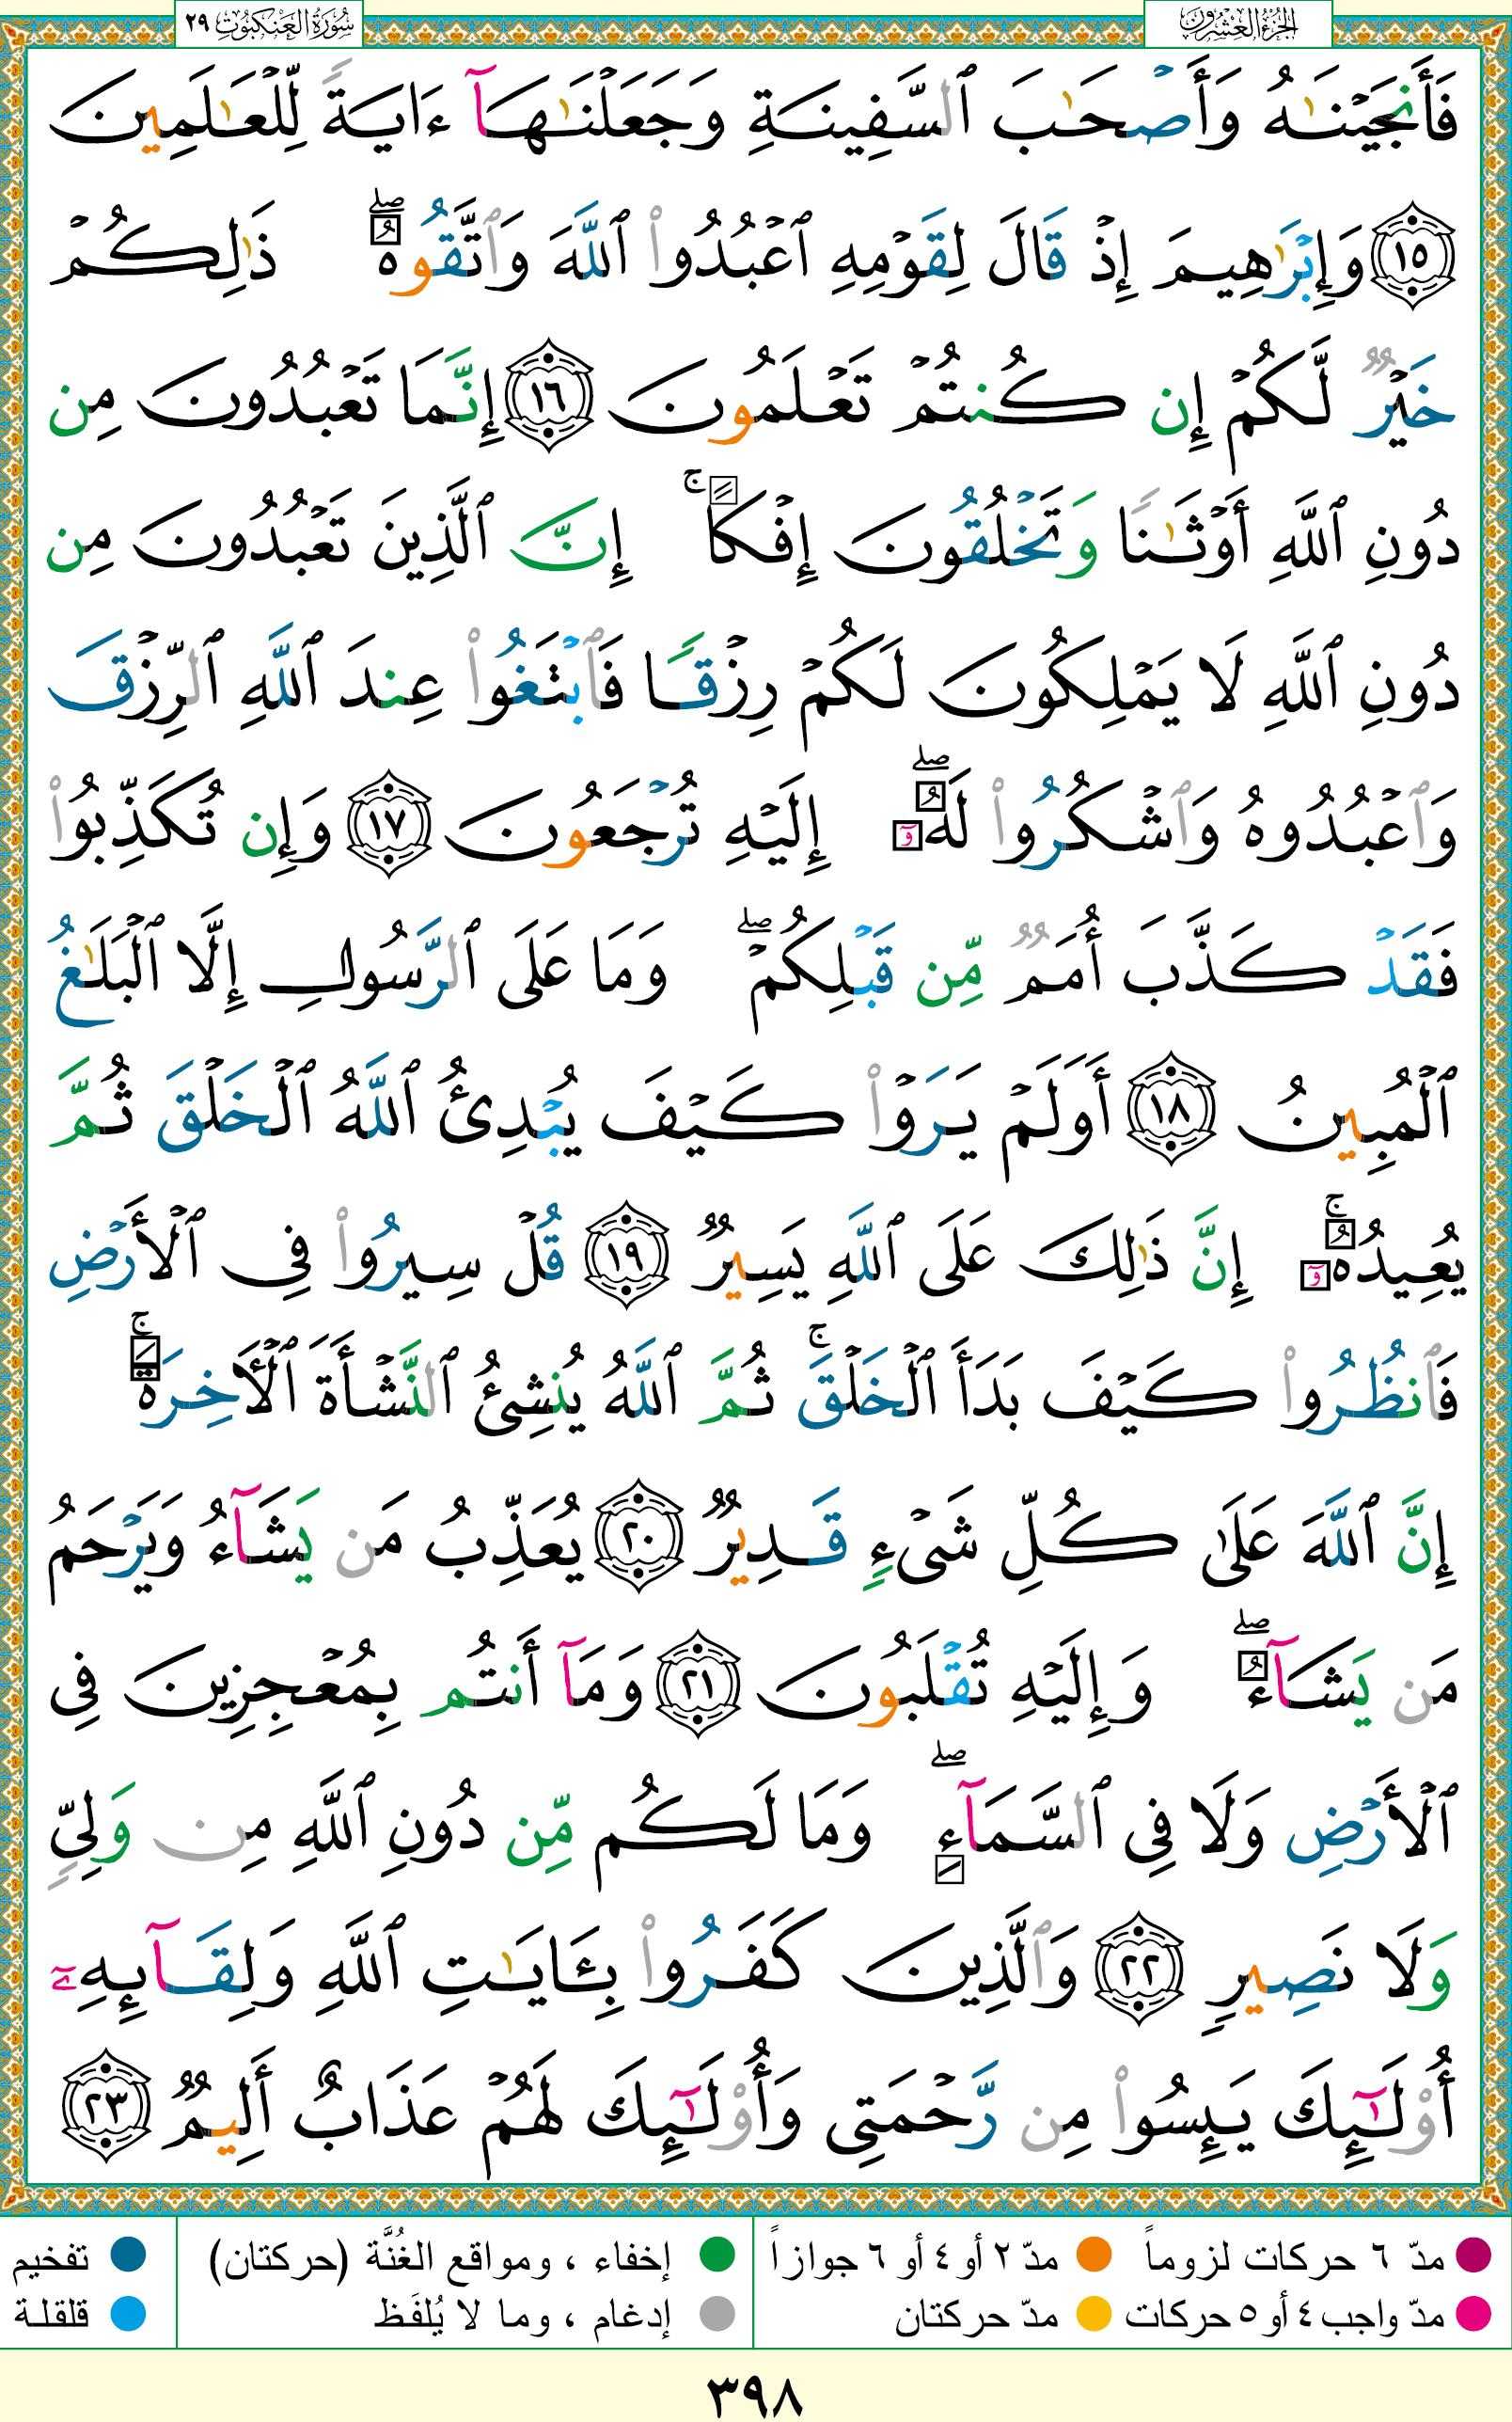 الجزء العشرون
سورة العنكبوت ٢٩
فَأَنجَيْنَٰهُ وَأَصْحَٰبَ ٱلسَّفِينَةِ وَجَعَلْنَٰهَآ ءَايَةً لِّلْعَٰلَمِينَ
١٥ وَإِبْرَٰهِيمَ إِذْ قَالَ لِقَوْمِهِ ٱعْبُدُوا۟ ٱللَّهَ وَٱتَّقُوهُ ۖ ذَٰلِكُمْ
خَيْرٌ لَّكُمْ إِن كُنتُمْ تَعْلَمُونَ ١٦ إِنَّمَا تَعْبُدُونَ مِن
دُونِ ٱللَّهِ أَوْثَٰنًا وَتَخْلُقُونَ إِفْكًا ۚ إِنَّ ٱلَّذِينَ تَعْبُدُونَ مِن
دُونِ ٱللَّهِ لَا يَمْلِكُونَ لَكُمْ رِزْقًا فَٱبْتَغُوا۟ عِندَ ٱللَّهِ ٱلرِّزْقَ
وَٱعْبُدُوهُ وَٱشْكُرُوا۟ لَهُۥٓ ۖ إِلَيْهِ تُرْجَعُونَ ١٧ وَإِن تُكَذِّبُوا۟
فَقَدْ كَذَّبَ أُمَمٌ مِّن قَبْلِكُمْ ۖ وَمَا عَلَى ٱلرَّسُولِ إِلَّا ٱلْبَلَٰغُ
ٱلْمُبِينُ ١٨ أَوَلَمْ يَرَوْا۟ كَيْفَ يُبْدِئُ ٱللَّهُ ٱلْخَلْقَ ثُمَّ
يُعِيدُهُۥٓ ۚ إِنَّ ذَٰلِكَ عَلَى ٱللَّهِ يَسِيرٌ ١٩ قُلْ سِيرُوا۟ فِى ٱلْأَرْضِ
فَٱنظُرُوا۟ كَيْفَ بَدَأَ ٱلْخَلْقَ ۚ ثُمَّ ٱللَّهُ يُنشِئُ ٱلنَّشْأَةَ ٱلْأَخِرَةَ ۚ
إِنَّ ٱللَّهَ عَلَىٰ كُلِّ شَىْءٍ قَدِيرٌ ٢٠ يُعَذِّبُ مَن يَشَآءُ وَيَرْحَمُ
مَن يَشَآءُ ۖ وَإِلَيْهِ تُقْلَبُونَ ٢١ وَمَآ أَنتُم بِمُعْجِزِينَ فِى
ٱلْأَرْضِ وَلَا فِى ٱلسَّمَآءِ ۖ وَمَا لَكُم مِّن دُونِ ٱللَّهِ مِن وَلِىٍّ
وَلَا نَصِيرٍ ٢٢ وَٱلَّذِينَ كَفَرُوا۟ بِـَٔايَٰتِ ٱللَّهِ وَلِقَآئِهِۦٓ
أُو۟لَٰٓئِكَ يَئِسُوا۟ مِن رَّحْمَتِى وَأُو۟لَٰٓئِكَ لَهُمْ عَذَابٌ أَلِيمٌ ٢٣
مدّ ٦ حركات لزوماً مدّ ٢ أو ٤ أو ٦ جوازاً إخفاء ، ومواقع الغُنَّة (حركتان) تفخيم
مدّ واجب ٤ أو ٥ حركات مدّ حركتان إدغام ، وما لا يُلفَظ قلقلة
٣٩٨